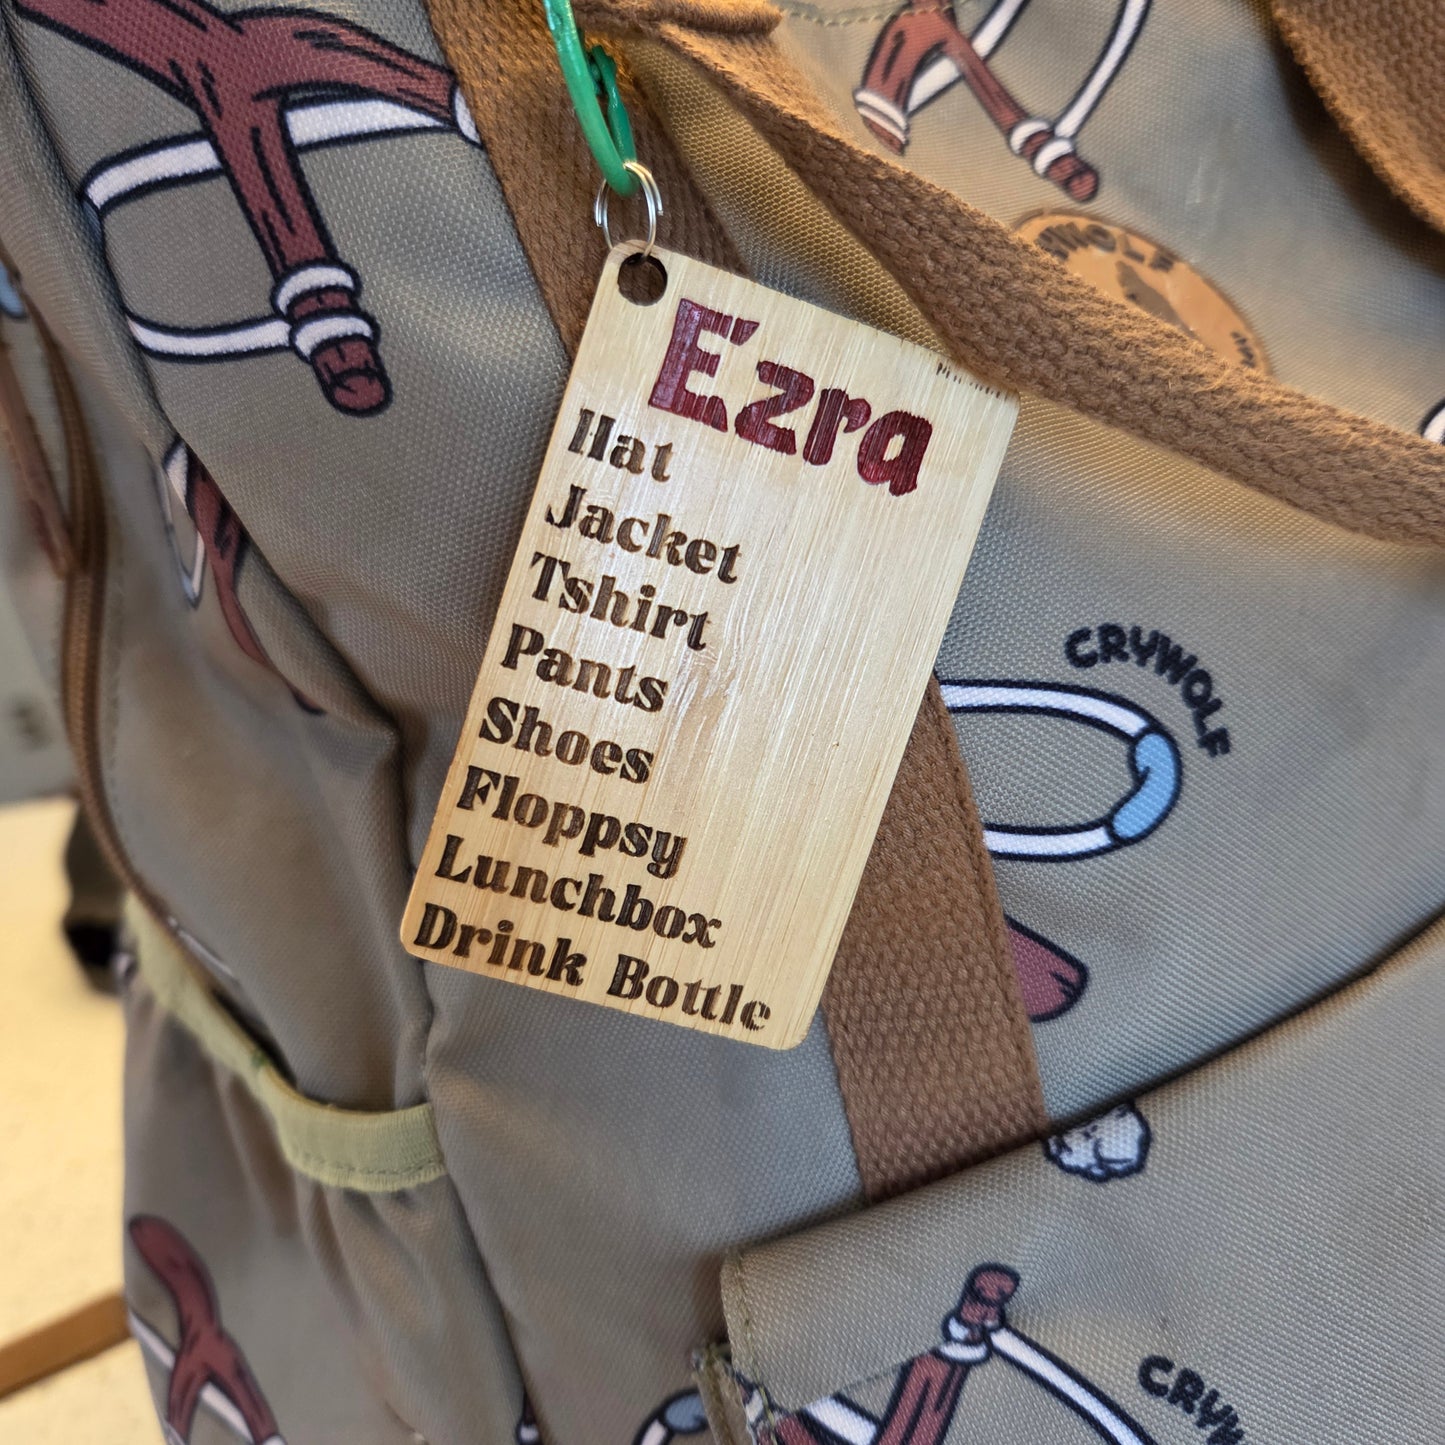 Ezra
Hat
Jacket
Tshirt
Pants
Shoes
Floppsy
Lunchbox
Drink Bottle
CRYWOLF